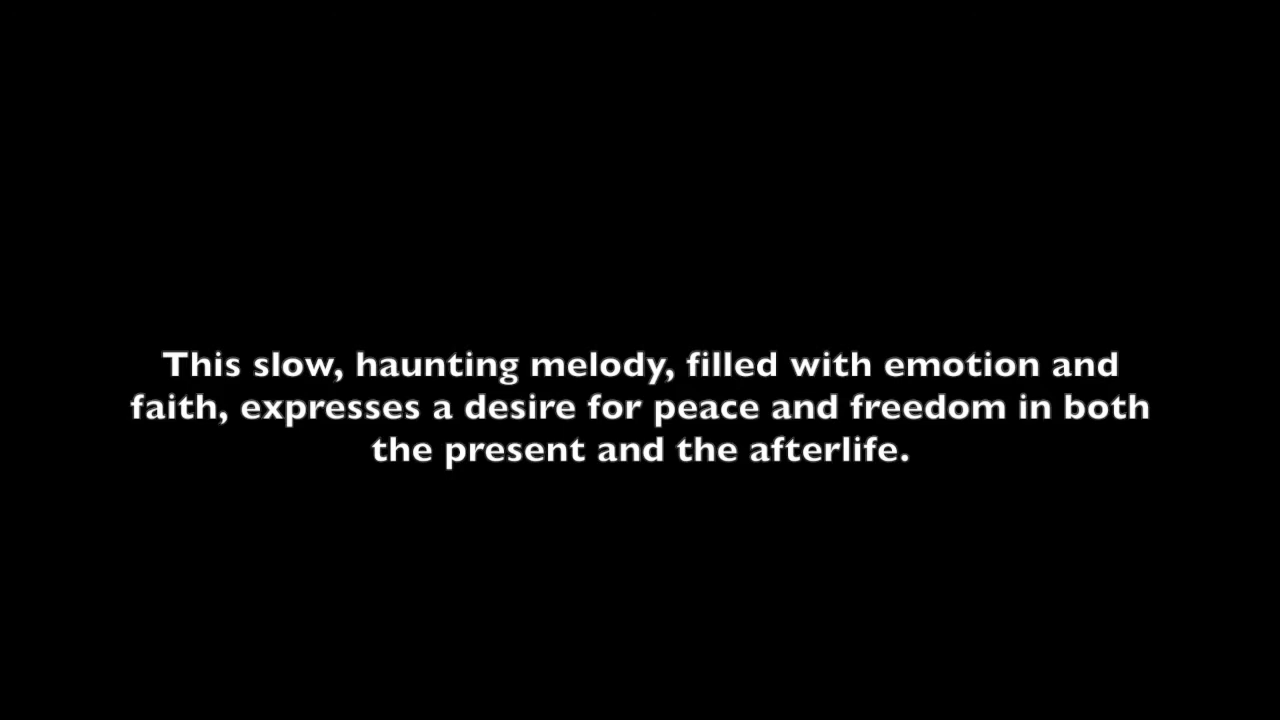 This slow, haunting melody, filled with emotion and
faith, expresses a desire for peace and freedom in both
the present and the afterlife.